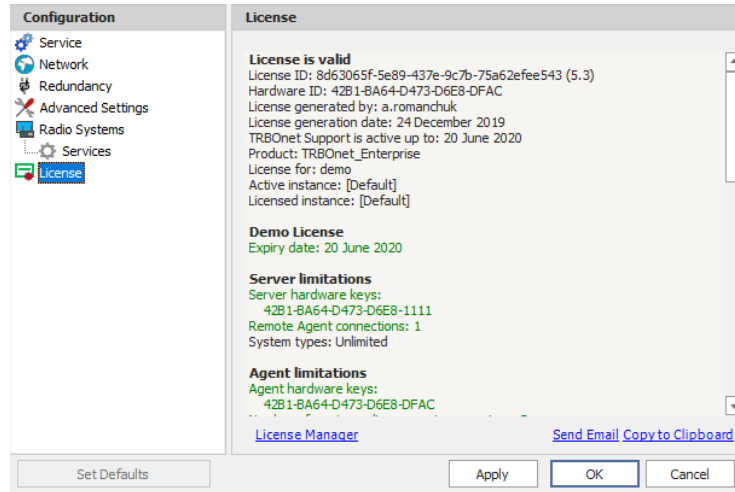 Configuration
Service
Network
Redundancy
Advanced Settings
Radio Systems
Services
License
License
License is valid
License ID: 8d63065f-5e89-437e-9c7b-75a62efee543 (5.3)
Hardware ID: 42B1-BA64-D473-D6E8-DFAC
License generated by: a.romanchuk
License generation date: 24 December 2019
TRBOnet Support is active up to: 20 June 2020
Product: TRBOnet_Enterprise
License for: demo
Active instance: [Default]
Licensed instance: [Default]
Demo License
Expiry date: 20 June 2020
Server limitations
Server hardware keys:
42B1-BA64-D473-D6E8-1111
Remote Agent connections: 1
System types: Unlimited
Agent limitations
Agent hardware keys:
42B1-BA64-D473-D6E8-DFAC
License Manager
Send Email Copy to Clipboard
Set Defaults
Apply OK Cancel